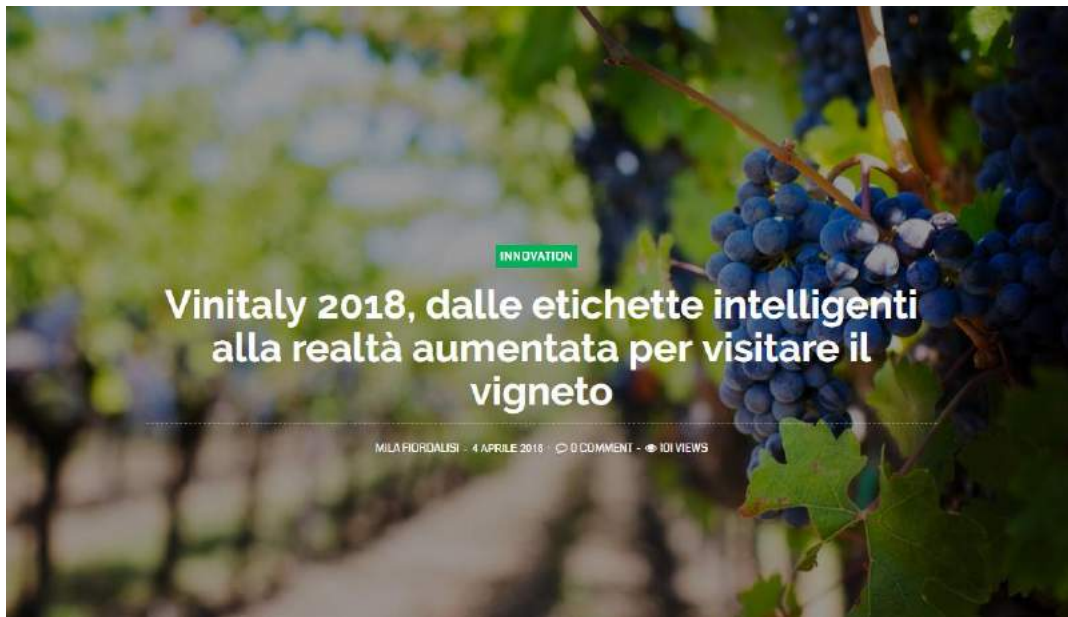 INNOVATION
Vinitaly 2018, dalle etichette intelligenti
alla realtà aumentata per visitare il
vigneto
MILA FIORDALISI - 4 APRILE 2018 · 0 COMMENT - 101 VIEWS